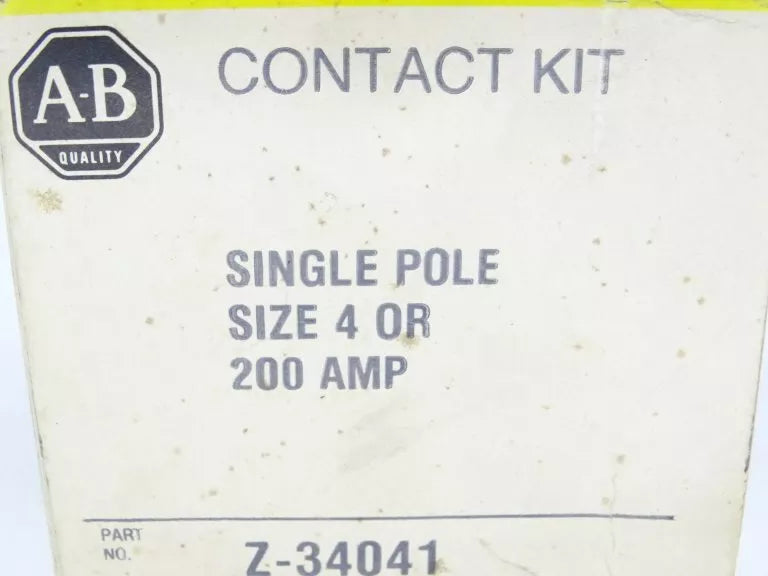 A-B
QUALITY
CONTACT KIT
SINGLE POLE
SIZE 4 OR
200 AMP
PART
NO.
Z-34041